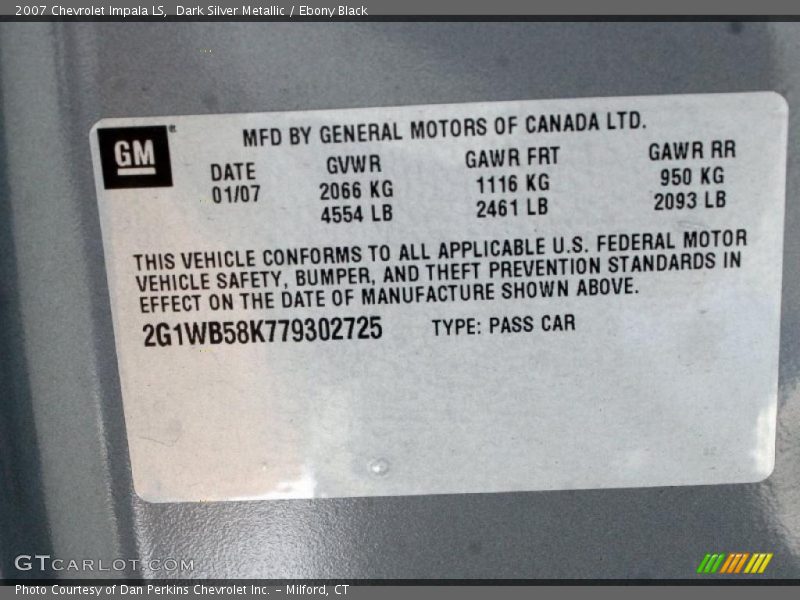 2007 Chevrolet Impala LS, Dark Silver Metallic / Ebony Black
GM®
MFD BY GENERAL MOTORS OF CANADA LTD.
DATE GVWR GAWR FRT GAWR RR
01/07 2066 KG 1116 KG 950 KG
4554 LB 2461 LB 2093 LB
THIS VEHICLE CONFORMS TO ALL APPLICABLE U.S. FEDERAL MOTOR
VEHICLE SAFETY, BUMPER, AND THEFT PREVENTION STANDARDS IN
EFFECT ON THE DATE OF MANUFACTURE SHOWN ABOVE.
2G1WB58K779302725 TYPE: PASS CAR
GTCARLOT.COM
Photo Courtesy of Dan Perkins Chevrolet Inc. - Milford, CT